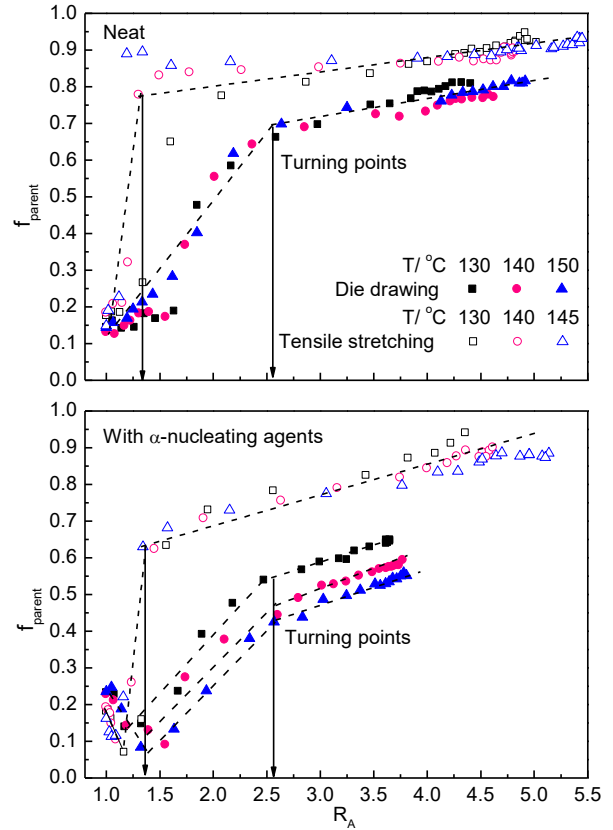 1.0
Neat
0.9
0.8
0.7
Turning points
0.6
f_parent
0.5
0.4
T/ °C 130 140 150
Die drawing
0.3
T/ °C 130 140 145
0.2
Tensile stretching
0.1
0.0
1.0
With α-nucleating agents
0.9
0.8
0.7
0.6
f_parent
0.5
0.4
Turning points
0.3
0.2
0.1
0.0
1.0 1.5 2.0 2.5 3.0 3.5 4.0 4.5 5.0 5.5
R_A